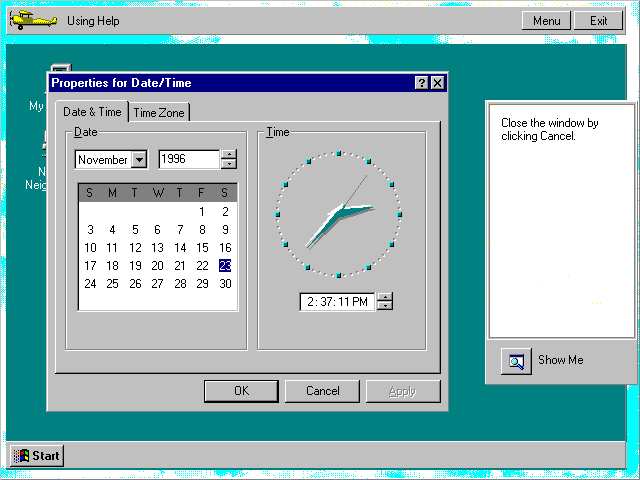 Using Help
Menu
Exit
My
Properties for Date/Time
Date & Time
Time Zone
Date
November
1996
S M T W T F S
1 2
3 4 5 6 7 8 9
10 11 12 13 14 15 16
17 18 19 20 21 22 23
24 25 26 27 28 29 30
Time
2:37:11 PM
OK
Cancel
Apply
Close the window by
clicking Cancel.
Show Me
N
Neig
Start